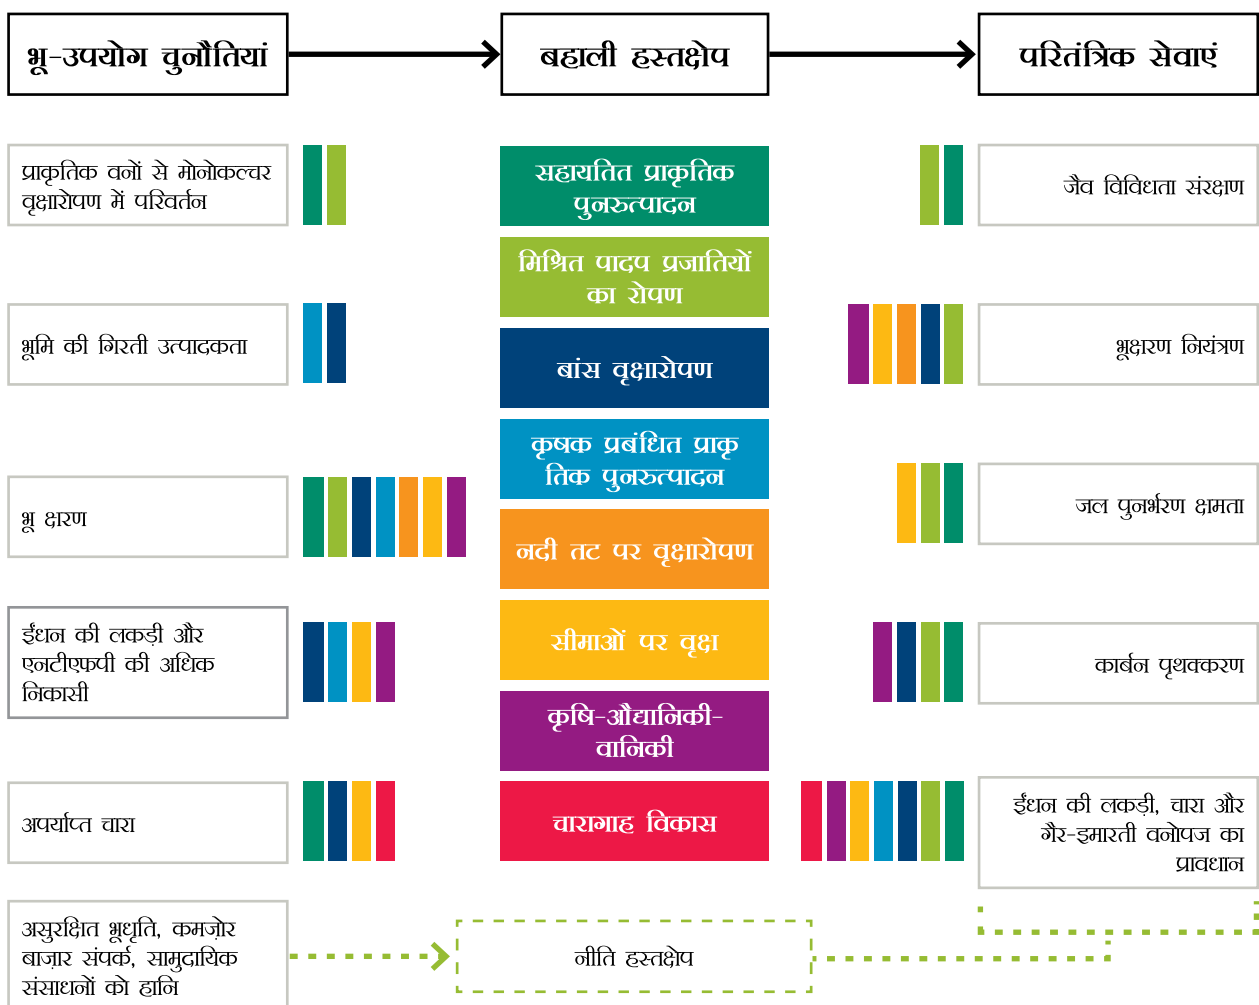 भू-उपयोग चुनौतियां
बहाली हस्तक्षेप
परितंत्रिक सेवाएं
प्राकृतिक वनों से मोनोकल्चर
वृक्षारोपण में परिवर्तन
सहायतित प्राकृतिक
पुनरुत्पादन
जैव विविधता संरक्षण
मिश्रित पादप प्रजातियों
का रोपण
भूमि की गिरती उत्पादकता
बांस वृक्षारोपण
भूक्षरण नियंत्रण
कृषक प्रबंधित प्राकृ
तिक पुनरुत्पादन
भू क्षरण
नदी तट पर वृक्षारोपण
जल पुनर्भरण क्षमता
ईंधन की लकड़ी और
एनटीएफपी की अधिक
निकासी
सीमाओं पर वृक्ष
कार्बन पृथक्करण
कृषि-औद्यानिकी-
वानिकी
अपर्याप्त चारा
चारागाह विकास
ईंधन की लकड़ी, चारा और
गैर-इमारती वनोपज का
प्रावधान
असुरक्षित भूधृति, कमज़ोर
बाज़ार संपर्क, सामुदायिक
संसाधनों को हानि
नीति हस्तक्षेप